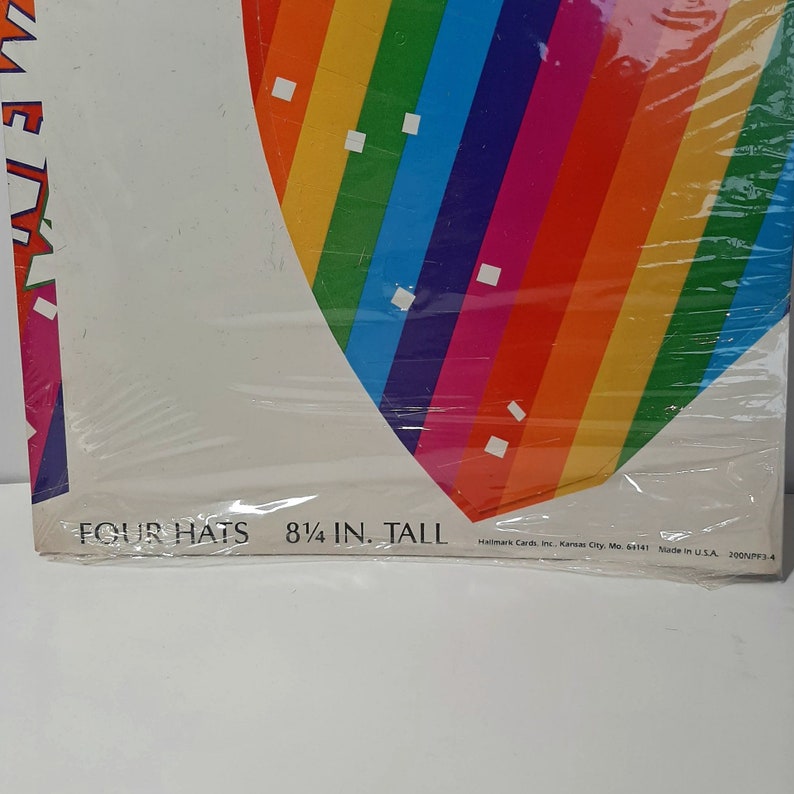 FOUR HATS 8¼ IN. TALL
Hallmark Cards, Inc., Kansas City, Mo. 64141 Made in U.S.A. 200NPF3-4